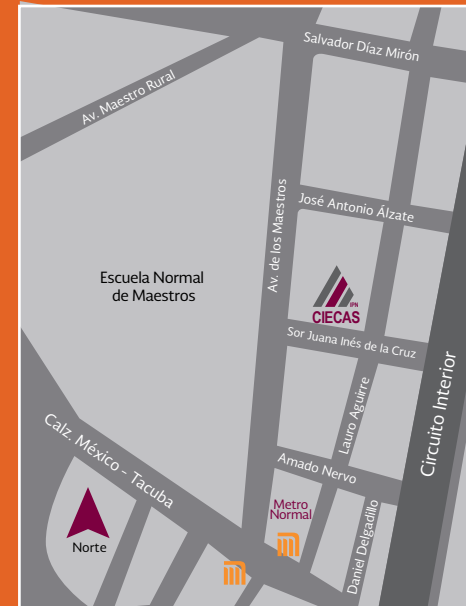 Salvador Díaz Mirón
Av. Maestro Rural
José Antonio Álzate
Av. de los Maestros
Escuela Normal
de Maestros
IPN
CIECAS
Sor Juana Inés de la Cruz
Circuito Interior
Lauro Aguirre
Calz. México - Tacuba
Amado Nervo
Metro
Normal
Daniel Delgadillo
Norte